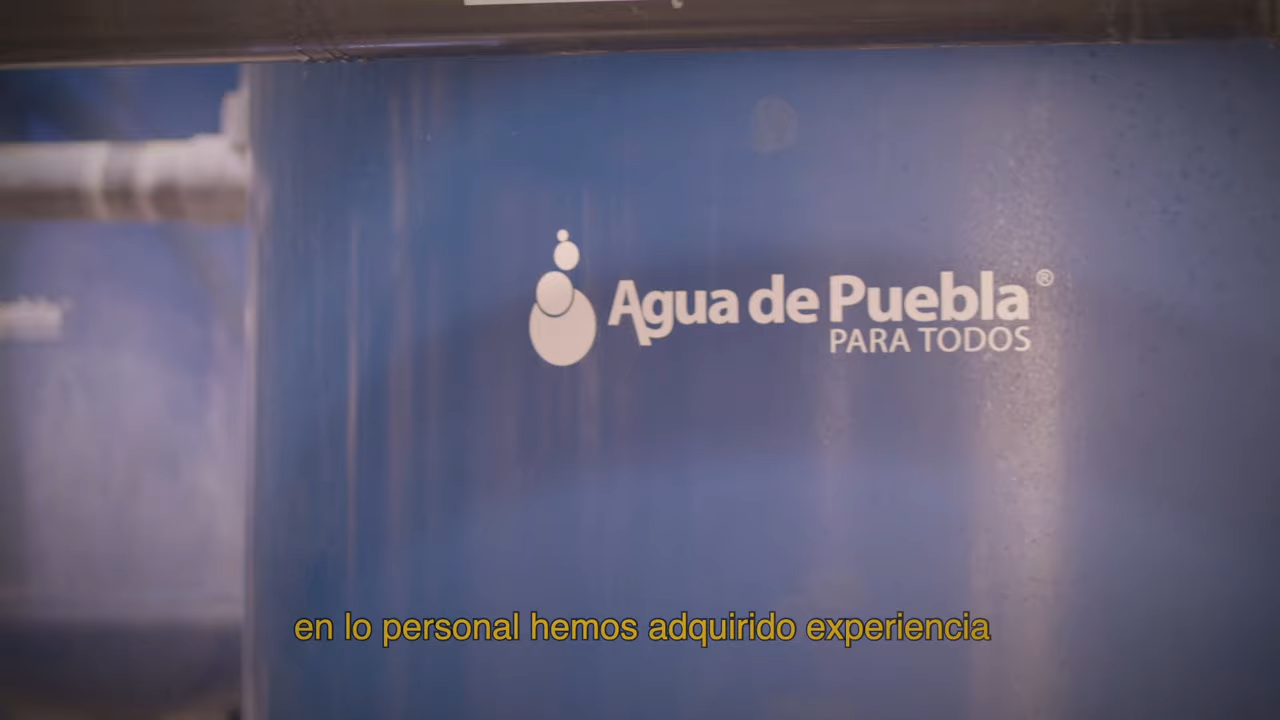 Agua de Puebla®
PARA TODOS
en lo personal hemos adquirido experiencia